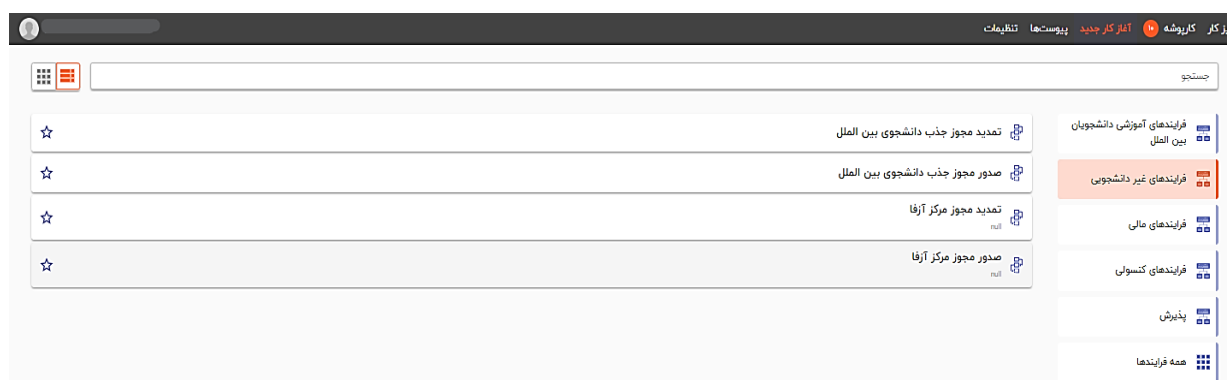 کار کارپوشه ۱۰ آغاز کار جدید پیوست‌ها تنظیمات
جستجو
فرایندهای آموزشی دانشجویان
بین الملل
فرایندهای غیر دانشجویی
فرایندهای مالی
فرایندهای کنسولی
پذیرش
همه فرایندها
تمدید مجوز جذب دانشجوی بین الملل
صدور مجوز جذب دانشجوی بین الملل
تمدید مجوز مرکز آزفا
null
صدور مجوز مرکز آزفا
null